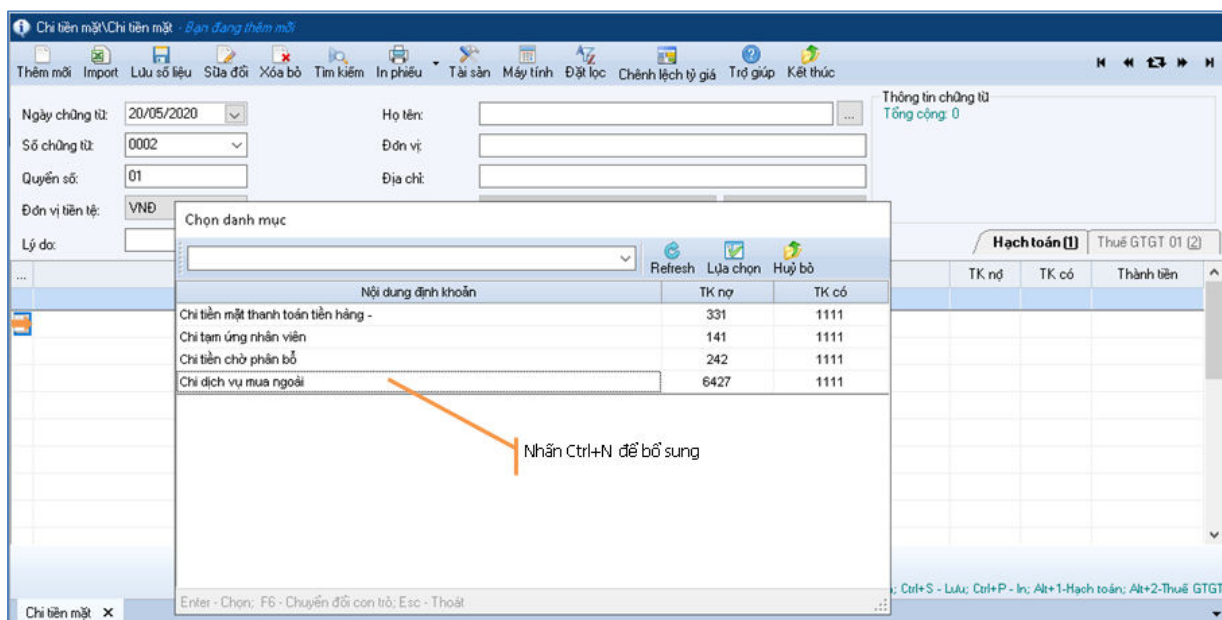 Chi tiền mặt\Chi tiền mặt - Bạn đang thêm mới
Thêm mới Import Lưu số liệu Sửa đổi Xóa bỏ Tìm kiếm In phiếu Tài sản Máy tính Đặt lọc Chênh lệch tỷ giá Trợ giúp Kết thúc
Ngày chứng từ: 20/05/2020 Họ tên: ... Thông tin chứng từ
Tổng cộng: 0
Số chứng từ: 0002 Đơn vị:
Quyển số: 01 Địa chỉ:
Đơn vị tiền tệ: VNĐ
Chọn danh mục
Lý do: Hạch toán (1) Thuế GTGT 01 (2)
Refresh Lựa chọn Huỷ bỏ
... TK nợ TK có Thành tiền
Nội dung định khoản TK nợ TK có
Chi tiền mặt thanh toán tiền hàng - 331 1111
Chi tạm ứng nhân viên 141 1111
Chi tiền chờ phân bổ 242 1111
Chi dịch vụ mua ngoài 6427 1111
Nhấn Ctrl+N để bổ sung
; Ctrl+S - Lưu; Ctrl+P - In; Alt+1-Hạch toán; Alt+2-Thuế GTGT
Enter - Chọn; F6 - Chuyển đổi con trỏ; Esc - Thoát
Chi tiền mặt